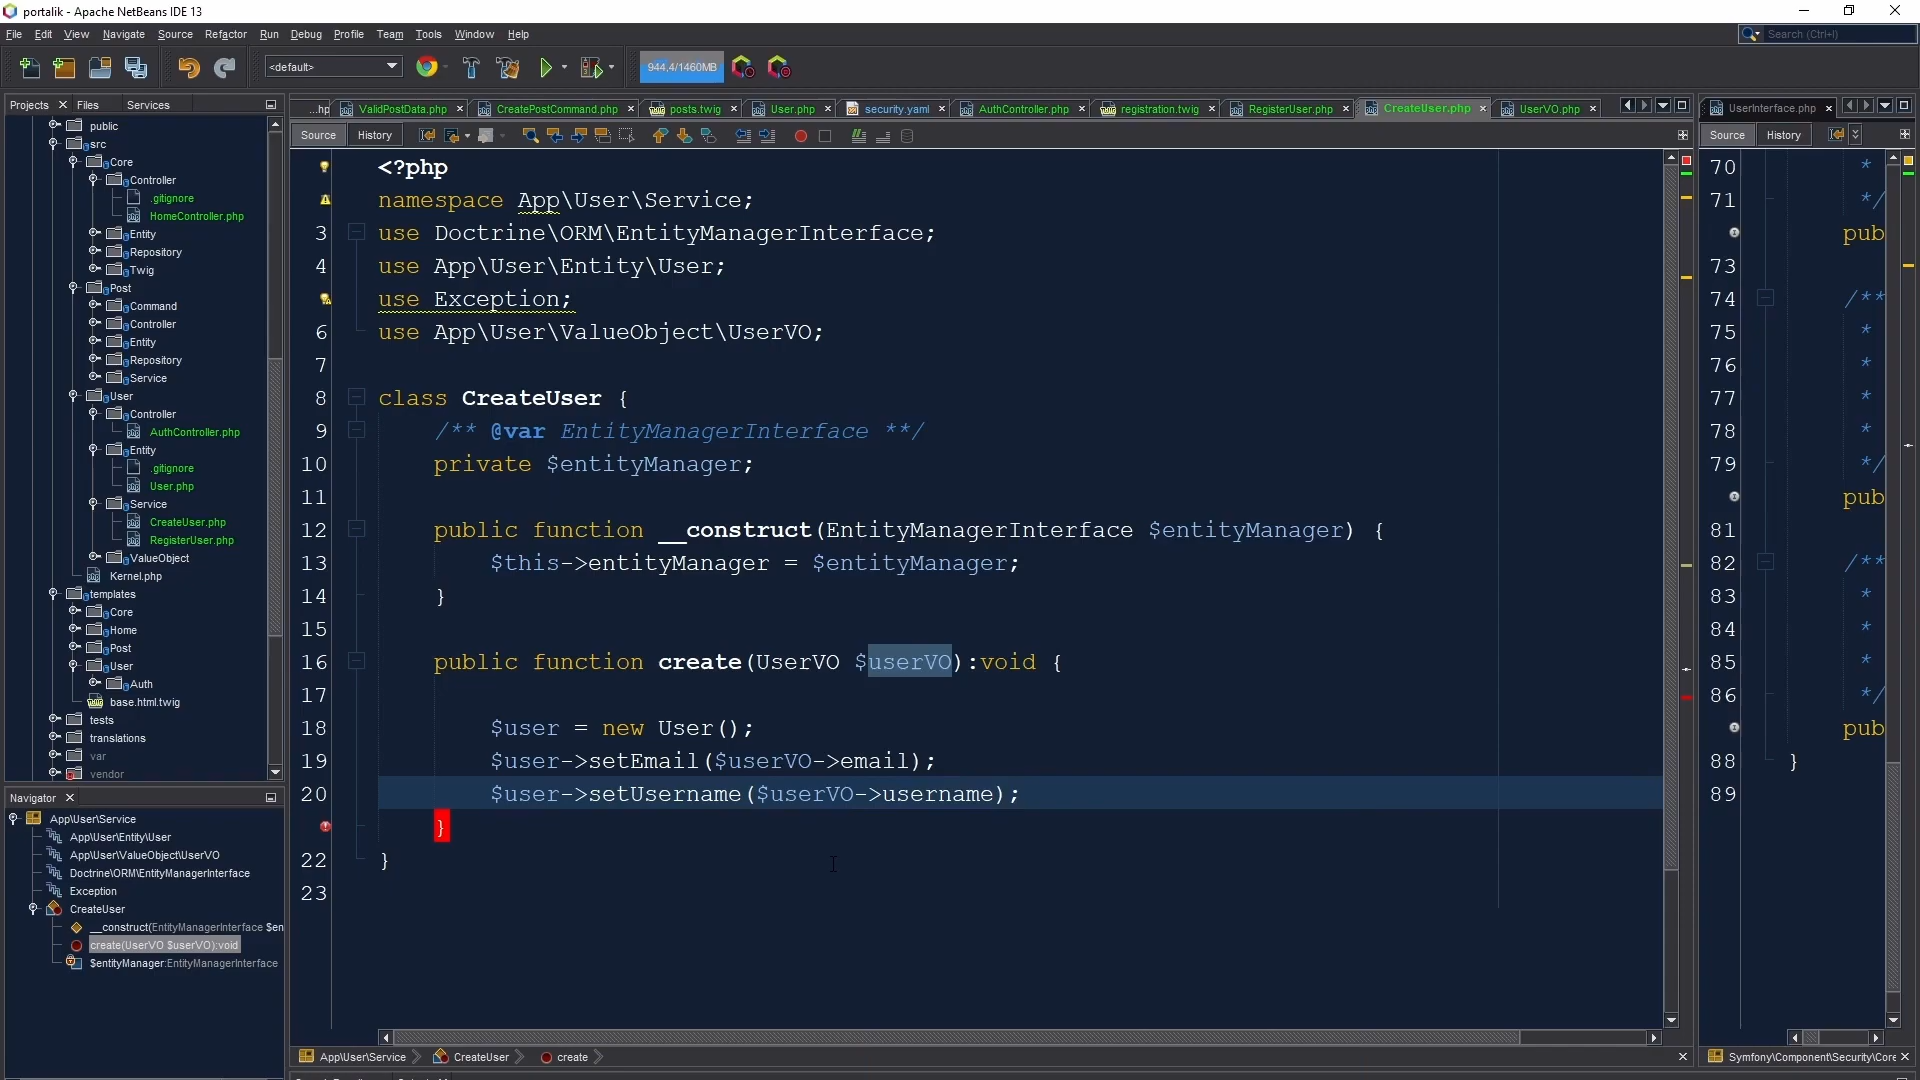 portalik - Apache NetBeans IDE 13
File Edit View Navigate Source Refactor Run Debug Profile Team Tools Window Help
Search (Ctrl+I)
<default>
944.4/1460MB
Projects Files Services
...hp ValidPostData.php CreatePostCommand.php posts.twig User.php security.yaml AuthController.php registration.twig RegisterUser.php CreateUser.php UserVO.php
UserInterface.php
Source History
Source History
public
src
Core
Controller
.gitignore
HomeController.php
Entity
Repository
Twig
Post
Command
Controller
Entity
Repository
Service
User
Controller
AuthController.php
Entity
.gitignore
User.php
Service
CreateUser.php
RegisterUser.php
ValueObject
Kernel.php
templates
Core
Home
Post
User
Auth
base.html.twig
tests
translations
var
vendor
Navigator
App\User\Service
App\User\Entity\User
App\User\ValueObject\UserVO
Doctrine\ORM\EntityManagerInterface
Exception
CreateUser
__construct(EntityManagerInterface $en
create(UserVO $userVO):void
$entityManager:EntityManagerInterface
<?php
namespace App\User\Service;
3 use Doctrine\ORM\EntityManagerInterface;
4 use App\User\Entity\User;
use Exception;
6 use App\User\ValueObject\UserVO;
7
8 class CreateUser {
9 /** @var EntityManagerInterface **/
10 private $entityManager;
11
12 public function __construct(EntityManagerInterface $entityManager) {
13 $this->entityManager = $entityManager;
14 }
15
16 public function create(UserVO $userVO):void {
17
18 $user = new User();
19 $user->setEmail($userVO->email);
20 $user->setUsername($userVO->username);
}
22 }
23
70 *
71 */
pub
73
74 /**
75 *
76 *
77 *
78 *
79 */
pub
81
82 /**
83 *
84 *
85 *
86 */
pub
88 }
89
App\User\Service CreateUser create
Symfony\Component\Security\Core